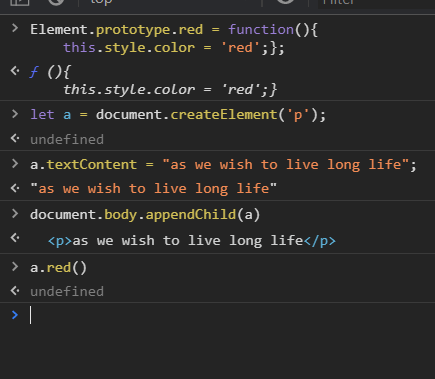 top
Filter
Element.prototype.red = function(){
this.style.color = 'red';};
ƒ (){
this.style.color = 'red';}
let a = document.createElement('p');
undefined
a.textContent = "as we wish to live long life";
"as we wish to live long life"
document.body.appendChild(a)
<p>as we wish to live long life</p>
a.red()
undefined